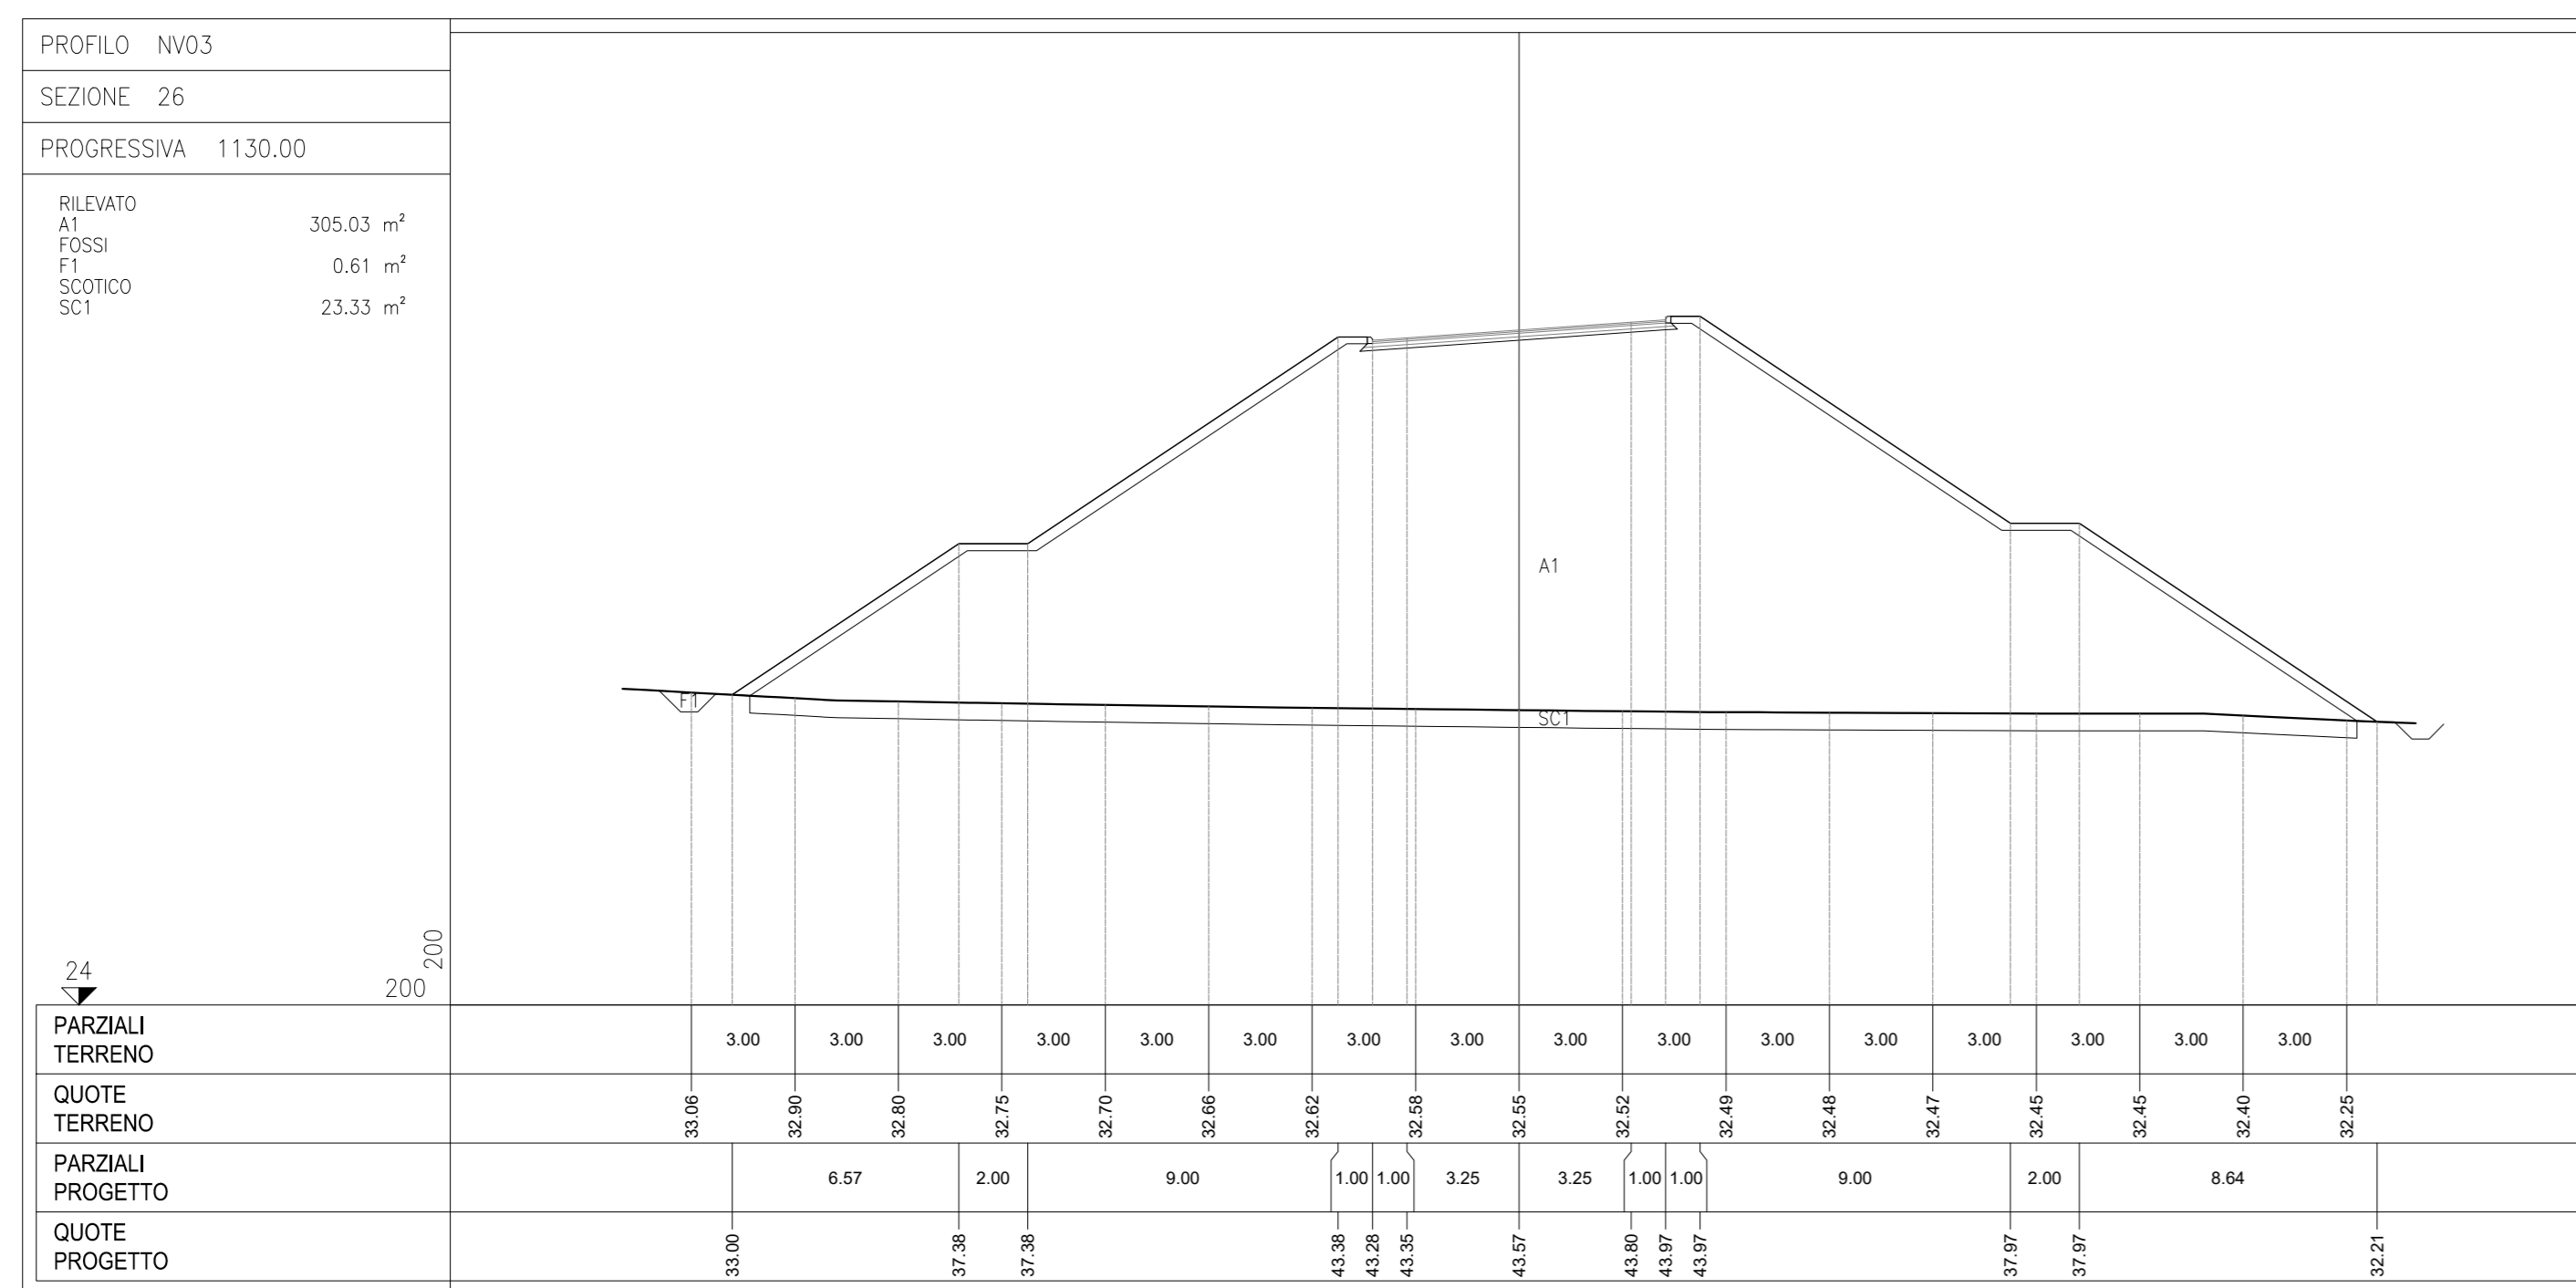 PROFILO NV03
SEZIONE 26
PROGRESSIVA 1130.00
RILEVATO
A1 305.03 m²
FOSSI
F1 0.61 m²
SCOTICO
SC1 23.33 m²
A1
F1
SC1
24
200
200
PARZIALI
TERRENO
3.00 3.00 3.00 3.00 3.00 3.00 3.00 3.00 3.00 3.00 3.00 3.00 3.00 3.00 3.00 3.00
QUOTE
TERRENO
33.06 32.90 32.80 32.75 32.70 32.66 32.62 32.58 32.55 32.52 32.49 32.48 32.47 32.45 32.45 32.40 32.25
PARZIALI
PROGETTO
6.57 2.00 9.00 1.00 1.00 3.25 3.25 1.00 1.00 9.00 2.00 8.64
QUOTE
PROGETTO
33.00 37.38 37.38 43.38 43.28 43.35 43.57 43.80 43.97 43.97 37.97 37.97 32.21